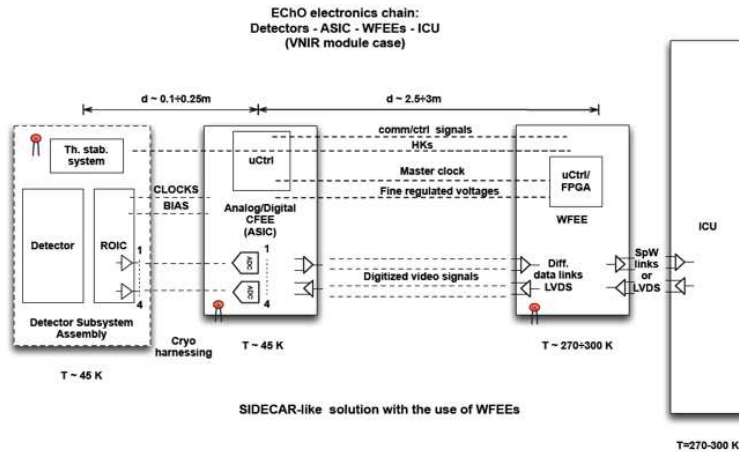 EChO electronics chain:
Detectors - ASIC - WFEEs - ICU
(VNIR module case)
d ~ 0.1÷0.25m
d ~ 2.5÷3m
Th. stab.
system
Detector
ROIC
1
4
Detector Subsystem
Assembly
T ~ 45 K
CLOCKS
BIAS
Cryo
harnessing
uCtrl
Analog/Digital
CFEE
(ASIC)
1
ADC
ADC
4
T ~ 45 K
comm/ctrl signals
HKs
Master clock
Fine regulated voltages
Digitized video signals
uCtrl/
FPGA
WFEE
Diff.
data links
LVDS
T ~ 270÷300 K
SpW
links
or
LVDS
ICU
T=270-300 K
SIDECAR-like solution with the use of WFEEs